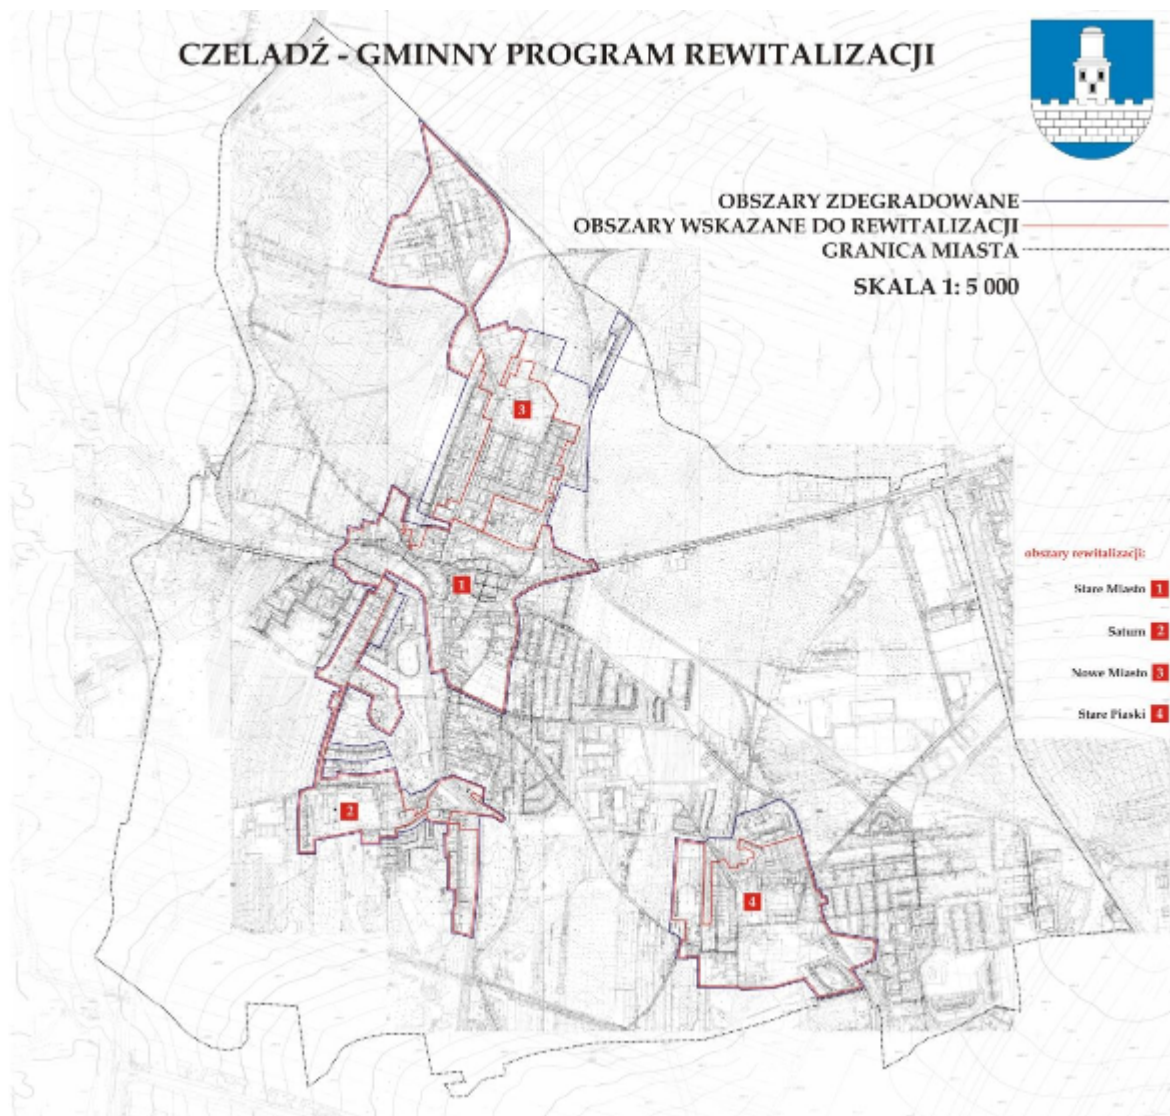 CZELADŹ - GMINNY PROGRAM REWITALIZACJI
OBSZARY ZDEGRADOWANE
OBSZARY WSKAZANE DO REWITALIZACJI
GRANICA MIASTA
SKALA 1: 5 000
3
1
2
4
obszary rewitalizacji:
Stare Miasto 1
Saturn 2
Nowe Miasto 3
Stare Piaski 4